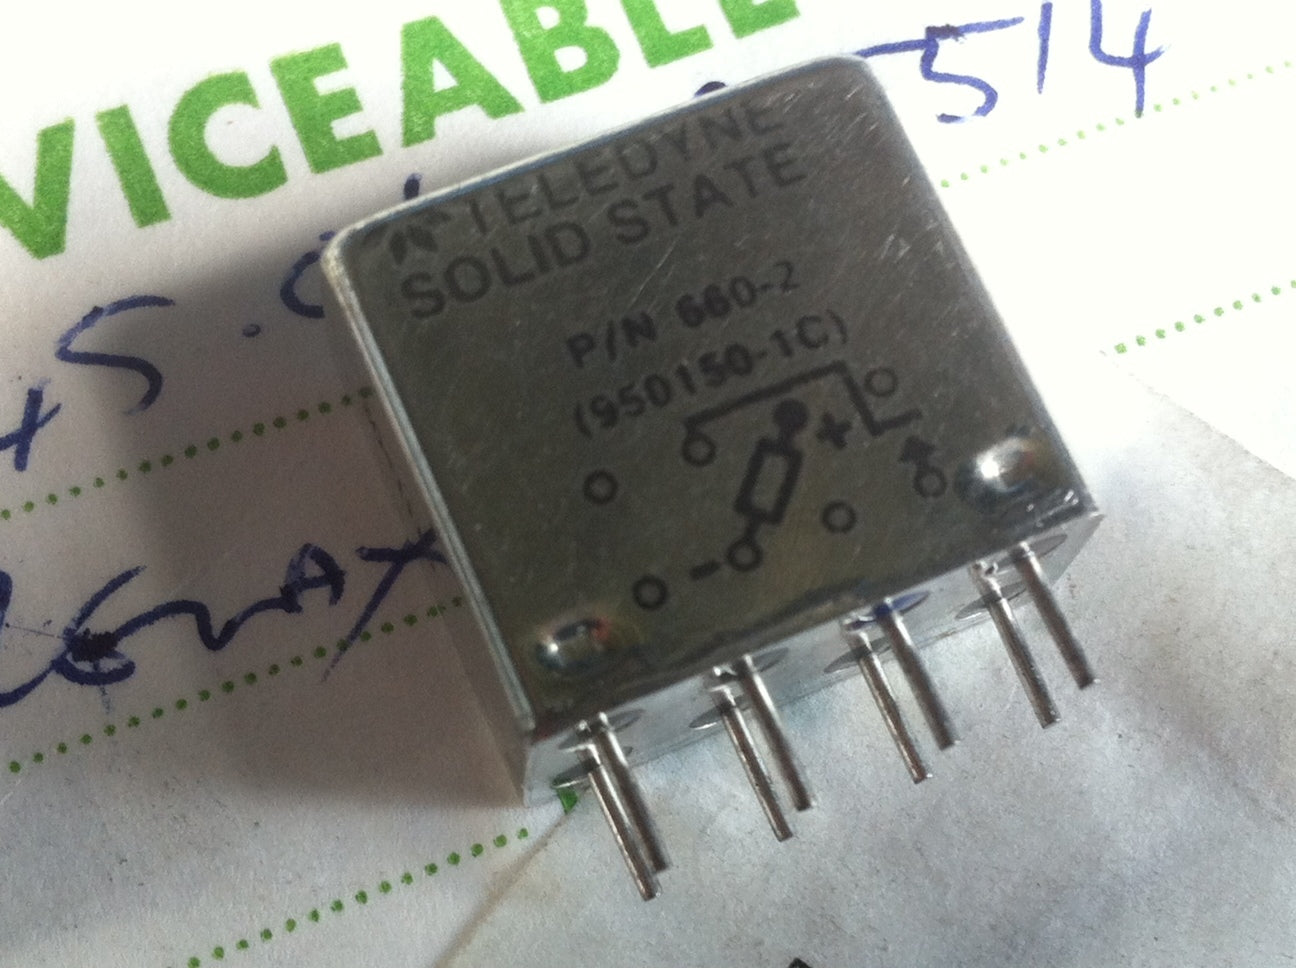 VICEABLE
514
TELEDYNE
SOLID STATE
P/N 660-2
(950150-1C)
+
-